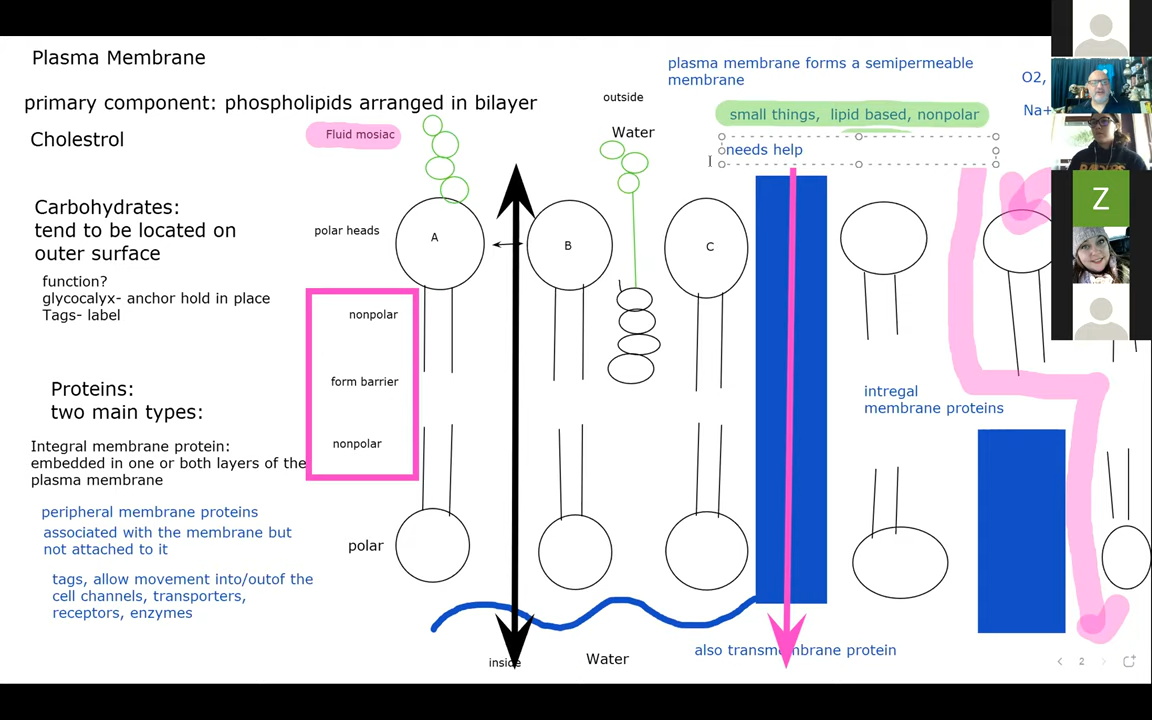 Plasma Membrane
primary component: phospholipids arranged in bilayer
Cholestrol
Fluid mosiac
outside
Water
plasma membrane forms a semipermeable
membrane
small things, lipid based, nonpolar
needs help
O2,
Na+
Carbohydrates:
tend to be located on
outer surface
function?
glycocalyx- anchor hold in place
Tags- label
polar heads
A
B
C
nonpolar
form barrier
nonpolar
Proteins:
two main types:
Integral membrane protein:
embedded in one or both layers of the
plasma membrane
peripheral membrane proteins
associated with the membrane but
not attached to it
tags, allow movement into/outof the
cell channels, transporters,
receptors, enzymes
polar
intregal
membrane proteins
inside
Water
also transmembrane protein
2
Z